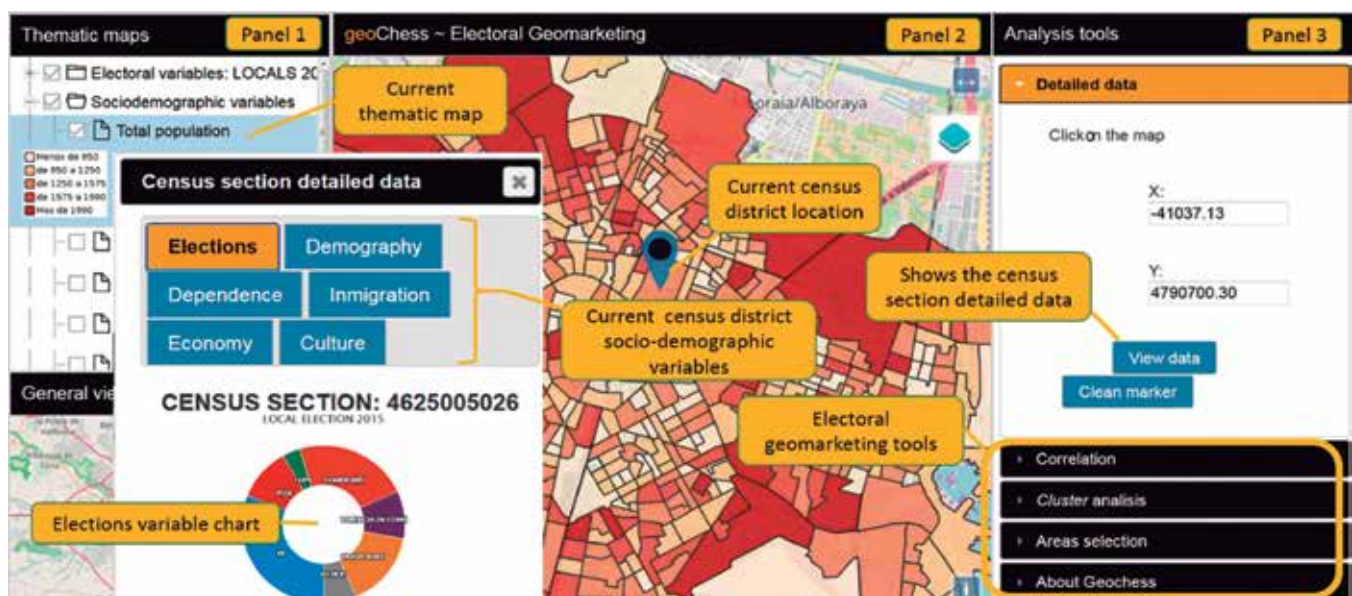 Thematic maps
Panel 1
Electoral variables: LOCALS 20
Sociodemographic variables
Total population
Menos de 950
de 950 a 1250
de 1250 a 1575
de 1575 a 1990
Mas de 1990
Current
thematic map
General vie
Census section detailed data
Elections
Demography
Dependence
Inmigration
Economy
Culture
CENSUS SECTION: 4625005026
LOCAL ELECTION 2015
Elections variable chart
geoChess ~ Electoral Geomarketing
Panel 2
oraia/Alboraya
Current census
district location
Current census district
socio-demographic
variables
Shows the census
section detailed data
Electoral
geomarketing tools
Analysis tools
Panel 3
Detailed data
Click on the map
X:
-41037.13
Y:
4790700.30
View data
Clean marker
Correlation
Cluster analisis
Areas selection
About Geochess